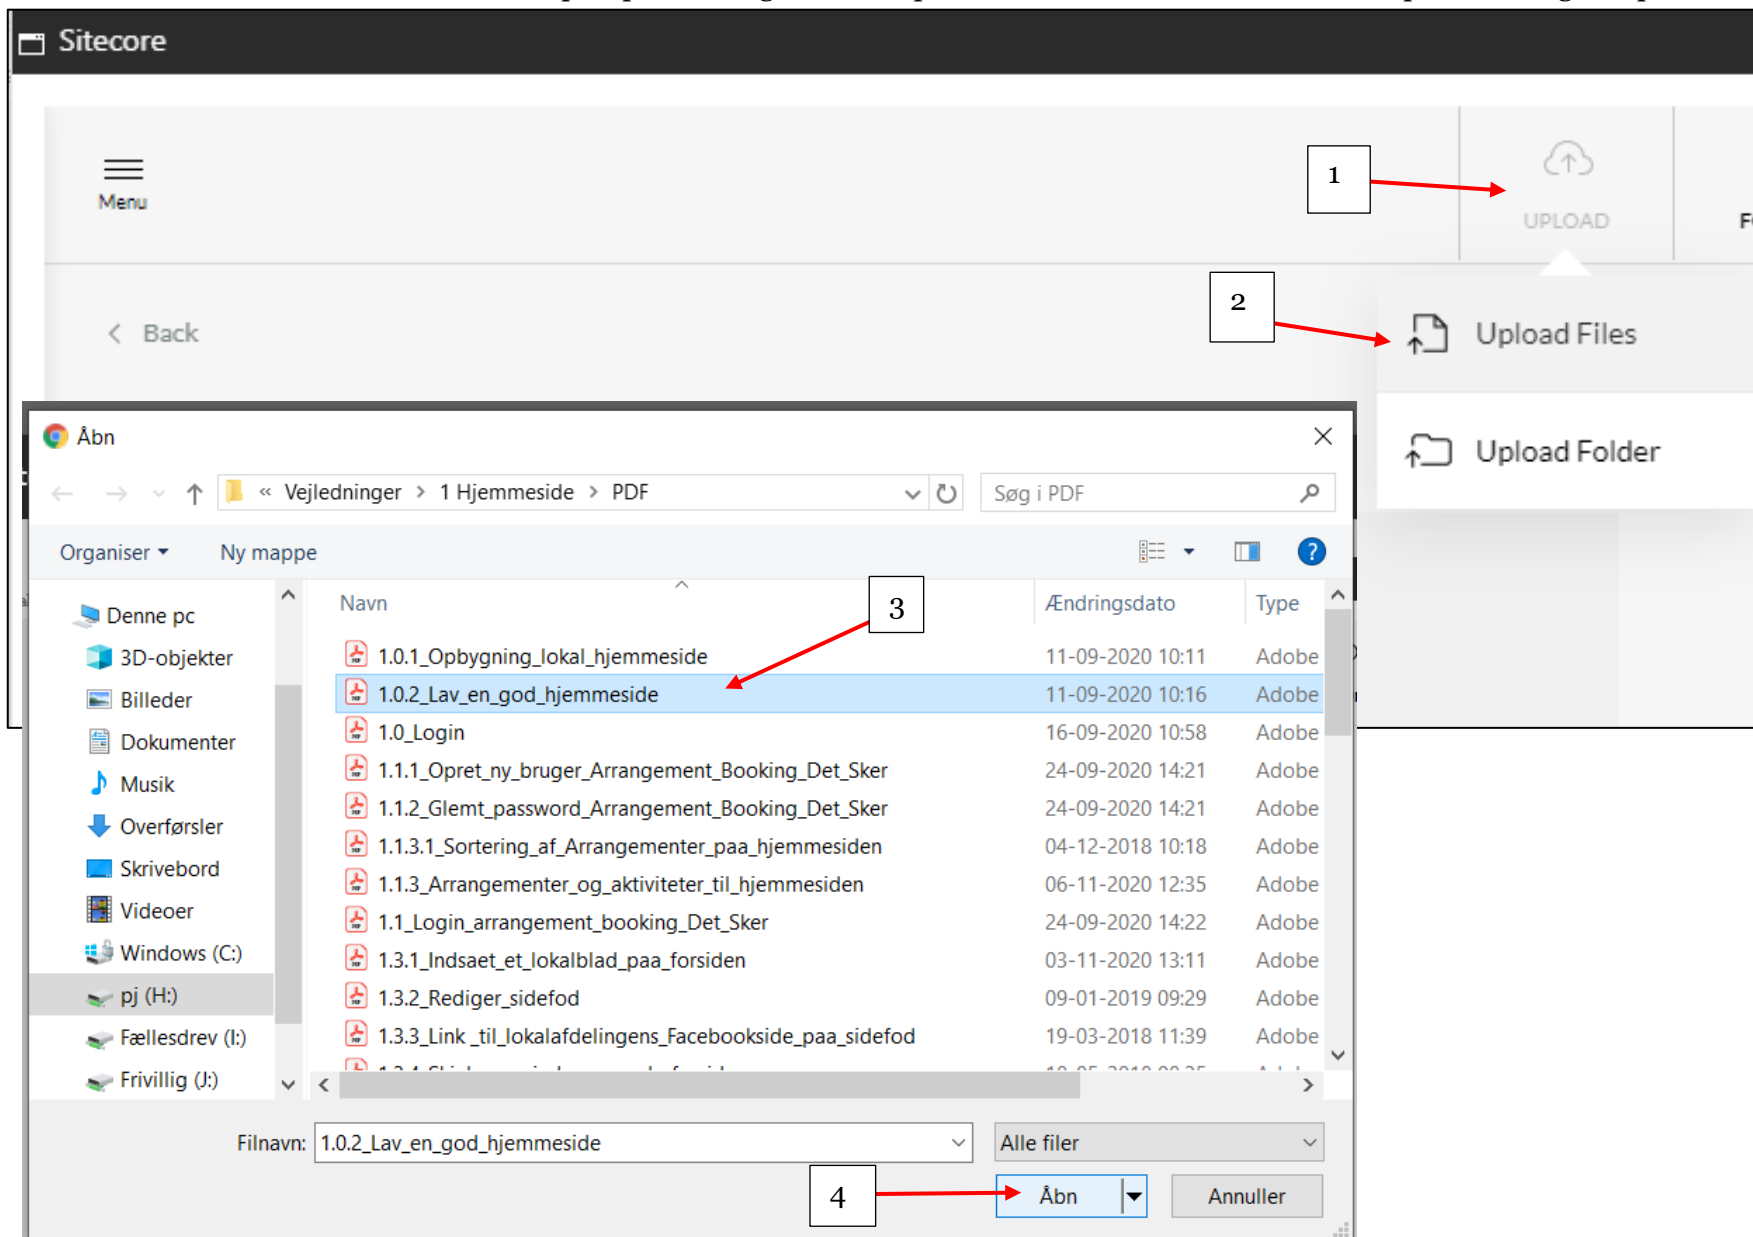 Sitecore
Menu
1
UPLOAD
2
Back
Upload Files
Upload Folder
Åbn
« Vejledninger > 1 Hjemmeside > PDF
Søg i PDF
Organiser
Ny mappe
3
Navn
Ændringsdato
Type
Denne pc
3D-objekter
Billeder
Dokumenter
Musik
Overførsler
Skrivebord
Videoer
Windows (C:)
pj (H:)
Fællesdrev (I:)
Frivillig (J:)
1.0.1_Opbygning_lokal_hjemmeside 11-09-2020 10:11 Adobe
1.0.2_Lav_en_god_hjemmeside 11-09-2020 10:16 Adobe
1.0_Login 16-09-2020 10:58 Adobe
1.1.1_Opret_ny_bruger_Arrangement_Booking_Det_Sker 24-09-2020 14:21 Adobe
1.1.2_Glemt_password_Arrangement_Booking_Det_Sker 24-09-2020 14:21 Adobe
1.1.3.1_Sortering_af_Arrangementer_paa_hjemmesiden 04-12-2018 10:18 Adobe
1.1.3_Arrangementer_og_aktiviteter_til_hjemmesiden 06-11-2020 12:35 Adobe
1.1_Login_arrangement_booking_Det_Sker 24-09-2020 14:22 Adobe
1.3.1_Indsaet_et_lokalblad_paa_forsiden 03-11-2020 13:11 Adobe
1.3.2_Rediger_sidefod 09-01-2019 09:29 Adobe
1.3.3_Link _til_lokalafdelingens_Facebookside_paa_sidefod 19-03-2018 11:39 Adobe
Filnavn: 1.0.2_Lav_en_god_hjemmeside
Alle filer
4
Åbn
Annuller